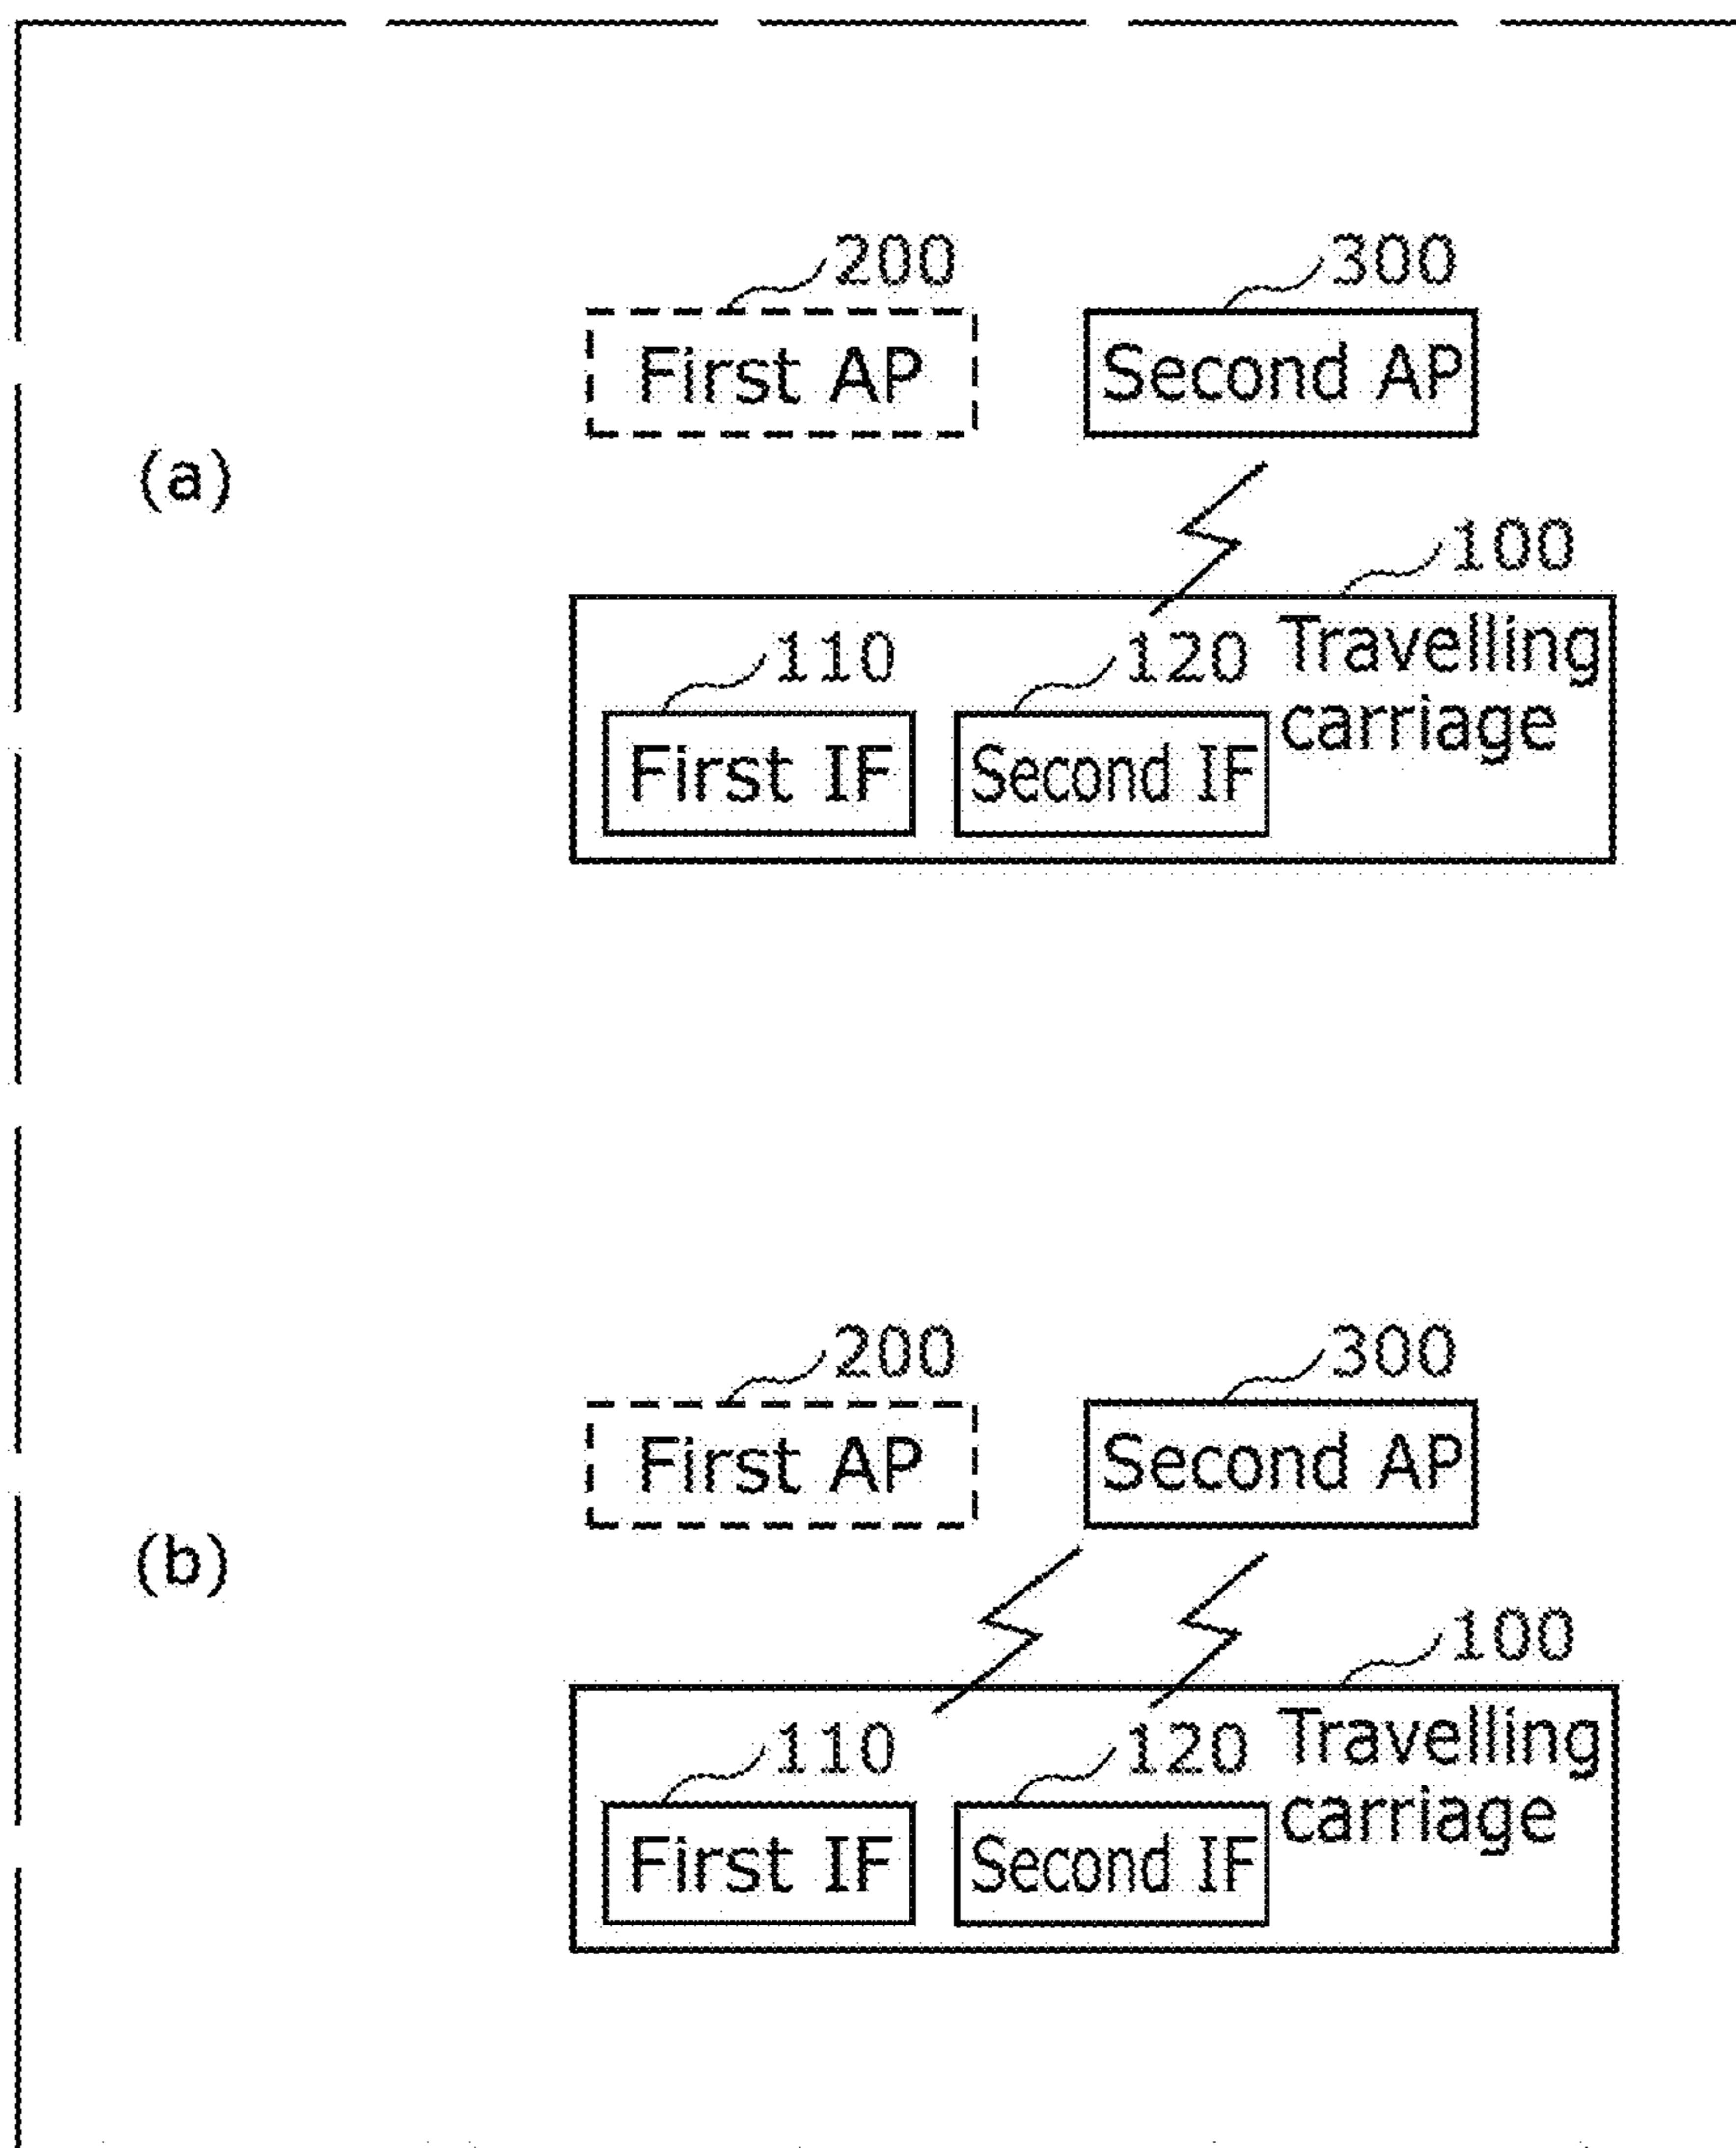 200
300
First AP
Second AP
(a)
100
110
120
Travelling
carriage
First IF
Second IF
200
300
First AP
Second AP
(b)
100
110
120
Travelling
carriage
First IF
Second IF